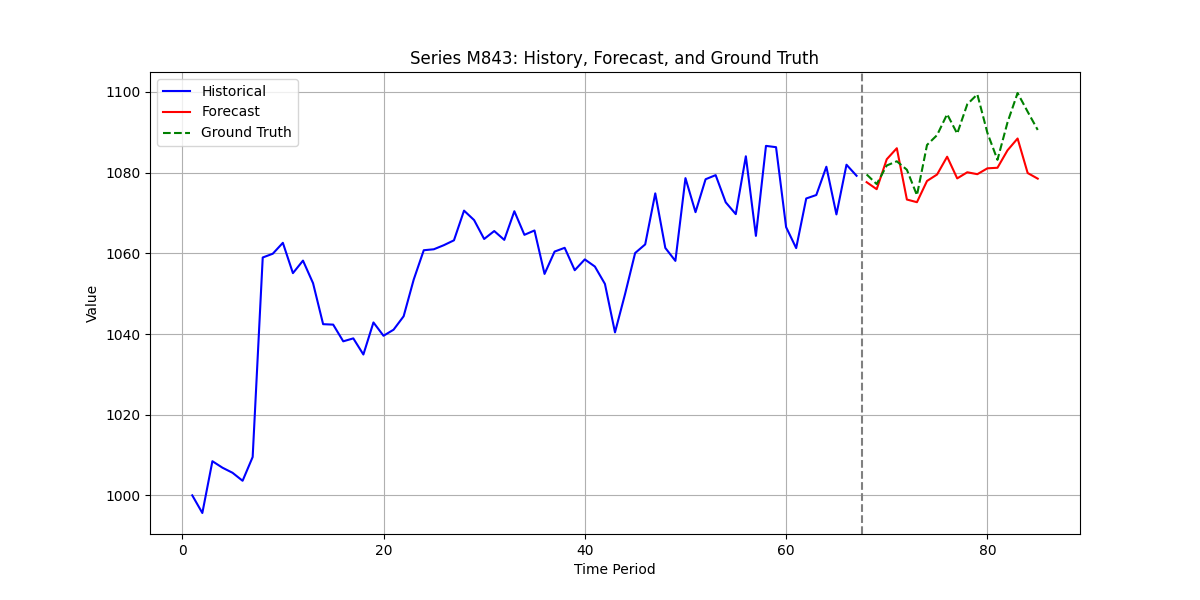 Series M843: History, Forecast, and Ground Truth
Historical
Forecast
Ground Truth
1100
1080
1060
1040
1020
1000
Value
0 20 40 60 80
Time Period